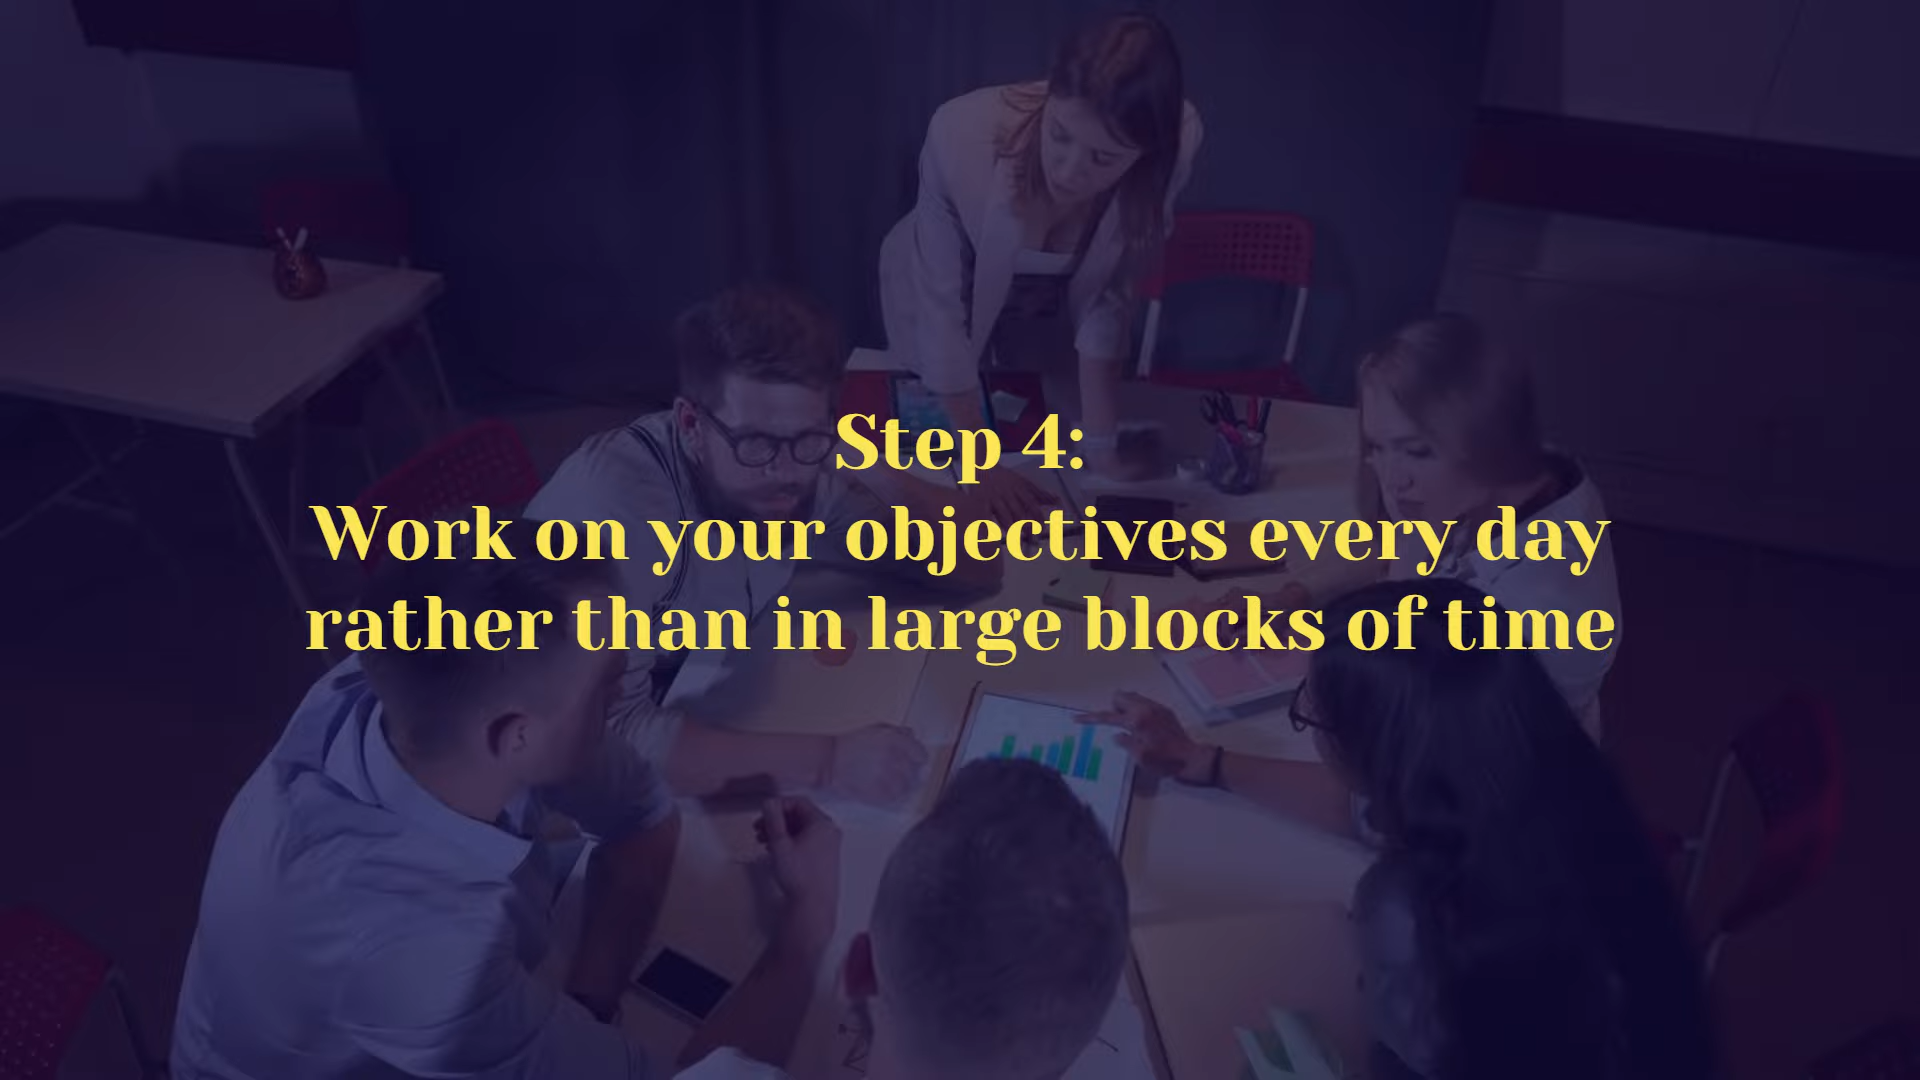 Step 4:
Work on your objectives every day
rather than in large blocks of time